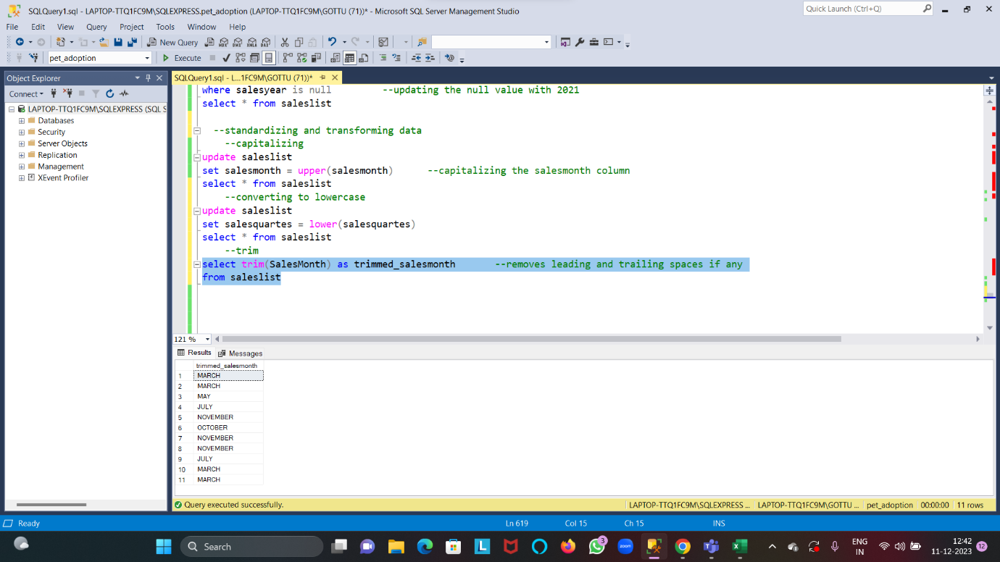 SQLQuery1.sql - LAPTOP-TTQ1FC9M\SQLEXPRESS.pet_adoption (LAPTOP-TTQ1FC9M\GOTTU (71))* - Microsoft SQL Server Management Studio
Quick Launch (Ctrl+Q)
File Edit View Query Project Tools Window Help
New Query
pet_adoption
Execute
Object Explorer
SQLQuery1.sql - L...1FC9M\GOTTU (71))*
Connect
LAPTOP-TTQ1FC9M\SQLEXPRESS (SQL S
Databases
Security
Server Objects
Replication
Management
XEvent Profiler
where salesyear is null --updating the null value with 2021
select * from saleslist
--standardizing and transforming data
--capitalizing
update saleslist
set salesmonth = upper(salesmonth) --capitalizing the salesmonth column
select * from saleslist
--converting to lowercase
update saleslist
set salesquartes = lower(salesquartes)
select * from saleslist
--trim
select trim(SalesMonth) as trimmed_salesmonth --removes leading and trailing spaces if any
from saleslist
121 %
Results Messages
trimmed_salesmonth
1 MARCH
2 MARCH
3 MAY
4 JULY
5 NOVEMBER
6 OCTOBER
7 NOVEMBER
8 NOVEMBER
9 JULY
10 MARCH
11 MARCH
Query executed successfully.
LAPTOP-TTQ1FC9M\SQLEXPRESS ... LAPTOP-TTQ1FC9M\GOTTU ... pet_adoption 00:00:00 11 rows
Ready
Ln 619 Col 15 Ch 15 INS
Search
3
zoom
ENG
IN
12:42
11-12-2023
12